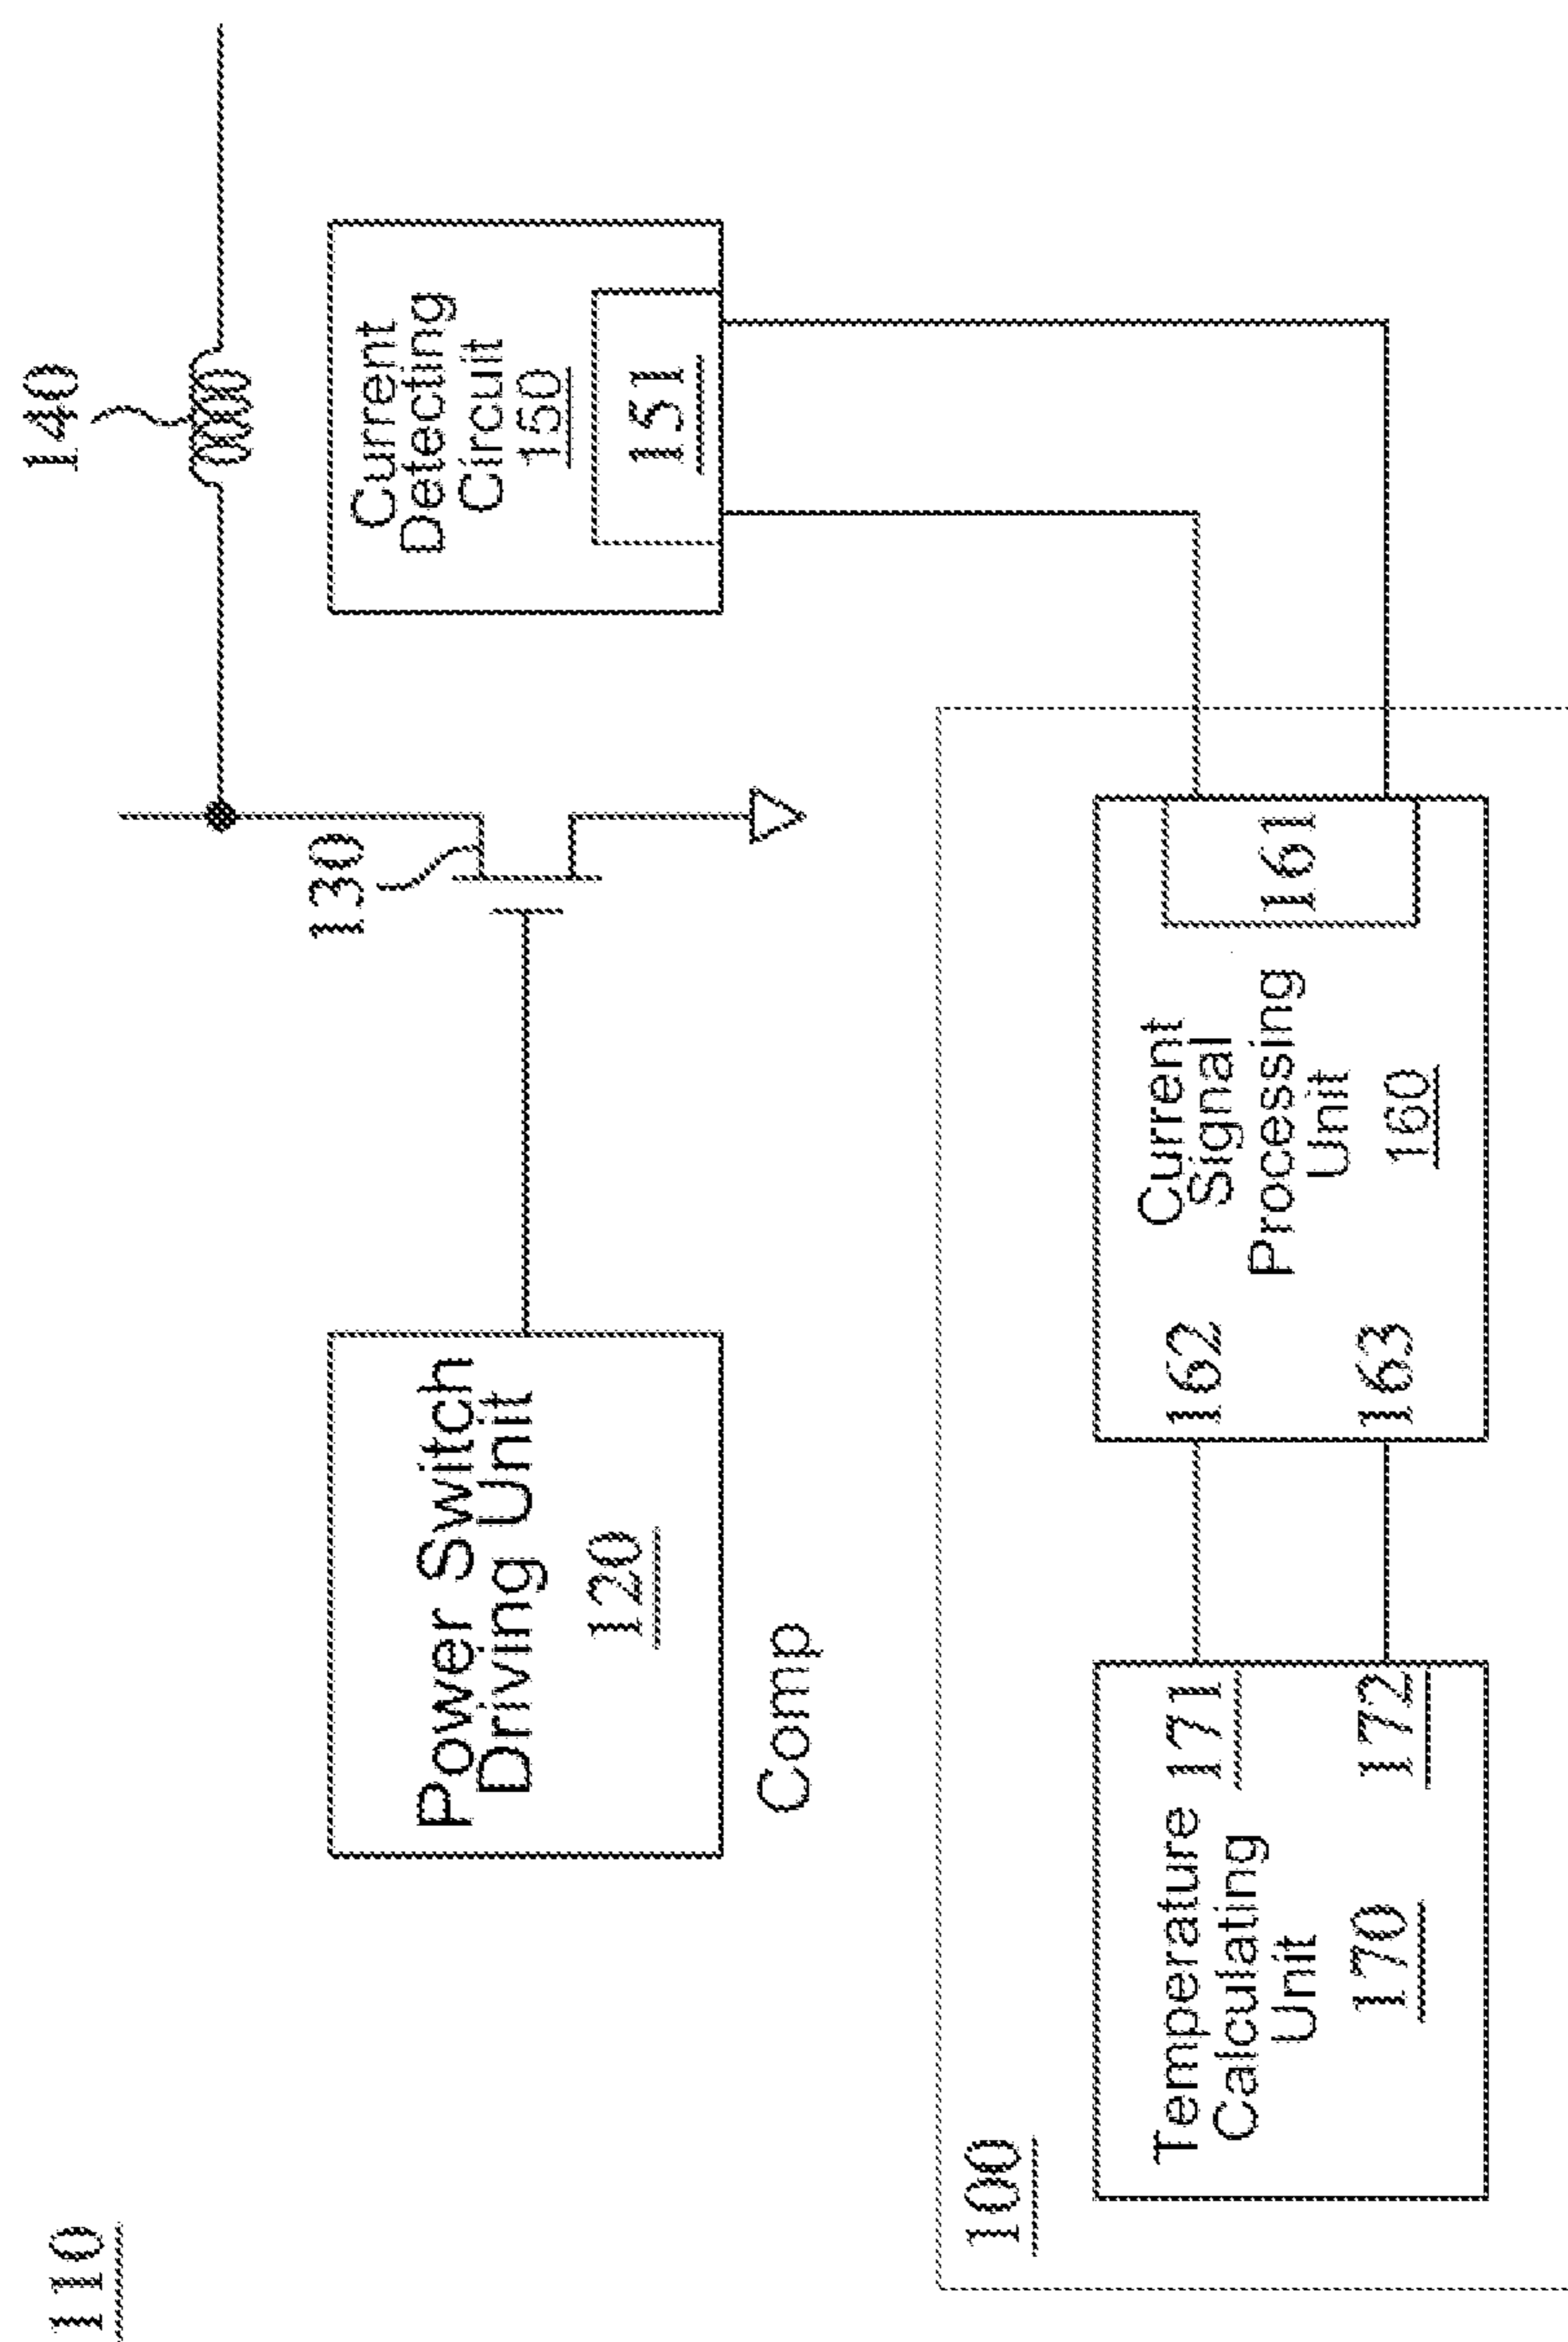 110
140
130
Power Switch
Driving Unit
120
Comp
Current
Detecting
Circuit
150
151
100
Temperature
Calculating
Unit
170
171
172
162
163
Current
Signal
Processing
Unit
160
161